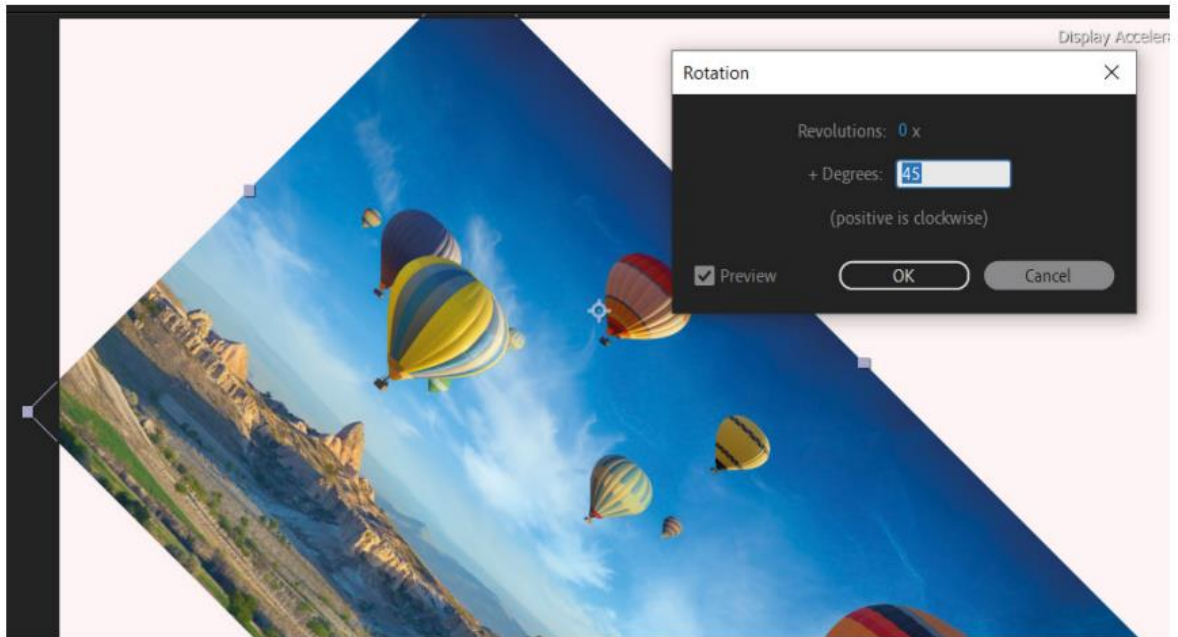 Display Acceler
Rotation
Revolutions: 0 x
+ Degrees: 45
(positive is clockwise)
Preview
OK
Cancel